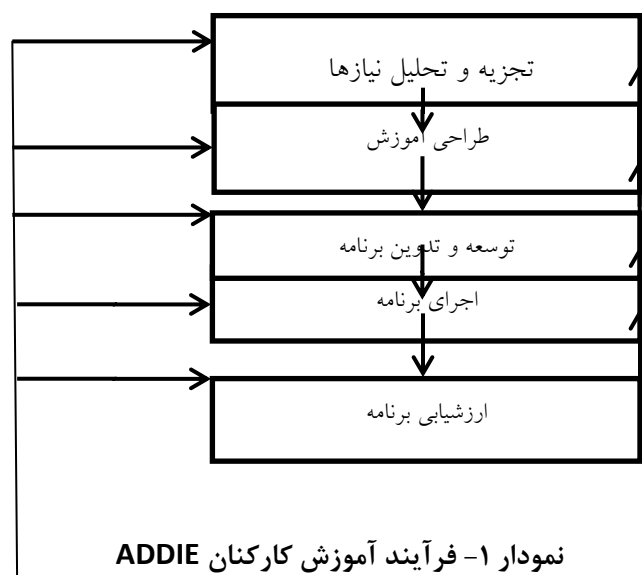 تجزیه و تحلیل نیازها
طراحی آموزش
توسعه و تدوین برنامه
اجرای برنامه
ارزشیابی برنامه
نمودار ۱- فرآیند آموزش کارکنان ADDIE